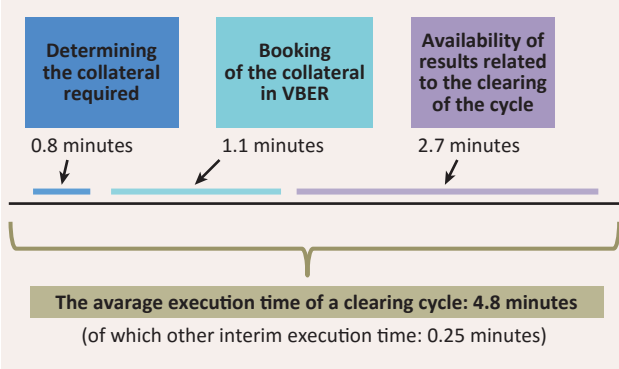 Determining
the collateral
required
Booking
of the collateral
in VBER
Availability of
results related
to the clearing
of the cycle
0.8 minutes
1.1 minutes
2.7 minutes
The avarage execution time of a clearing cycle: 4.8 minutes
(of which other interim execution time: 0.25 minutes)